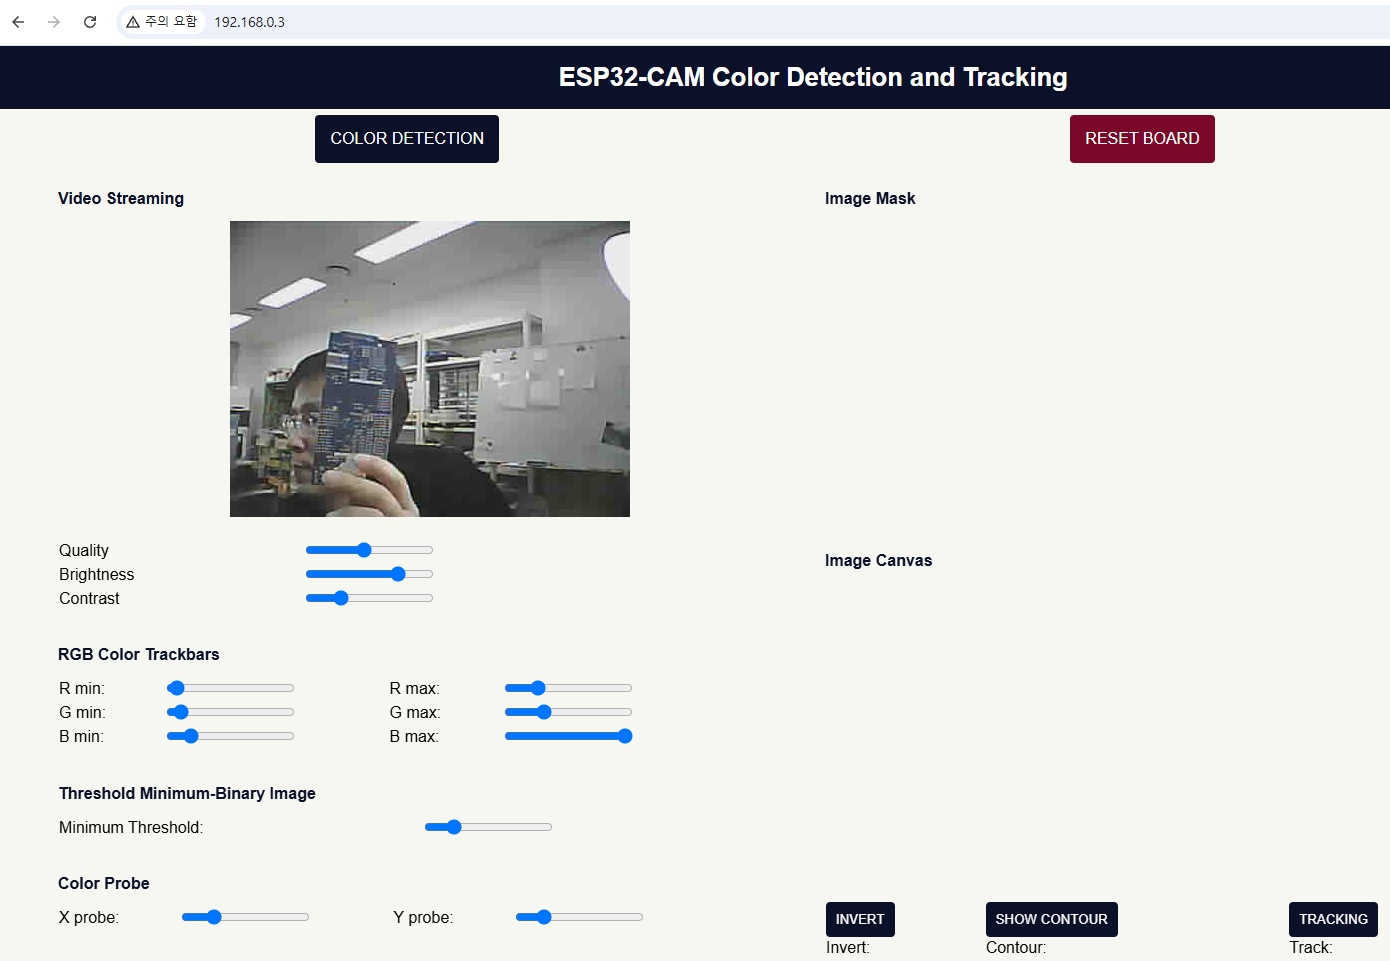 주의 요함 192.168.0.3
ESP32-CAM Color Detection and Tracking
COLOR DETECTION
RESET BOARD
Video Streaming
Image Mask
Quality
Brightness
Contrast
Image Canvas
RGB Color Trackbars
R min:
R max:
G min:
G max:
B min:
B max:
Threshold Minimum-Binary Image
Minimum Threshold:
Color Probe
X probe:
Y probe:
INVERT
SHOW CONTOUR
TRACKING
Invert:
Contour:
Track: